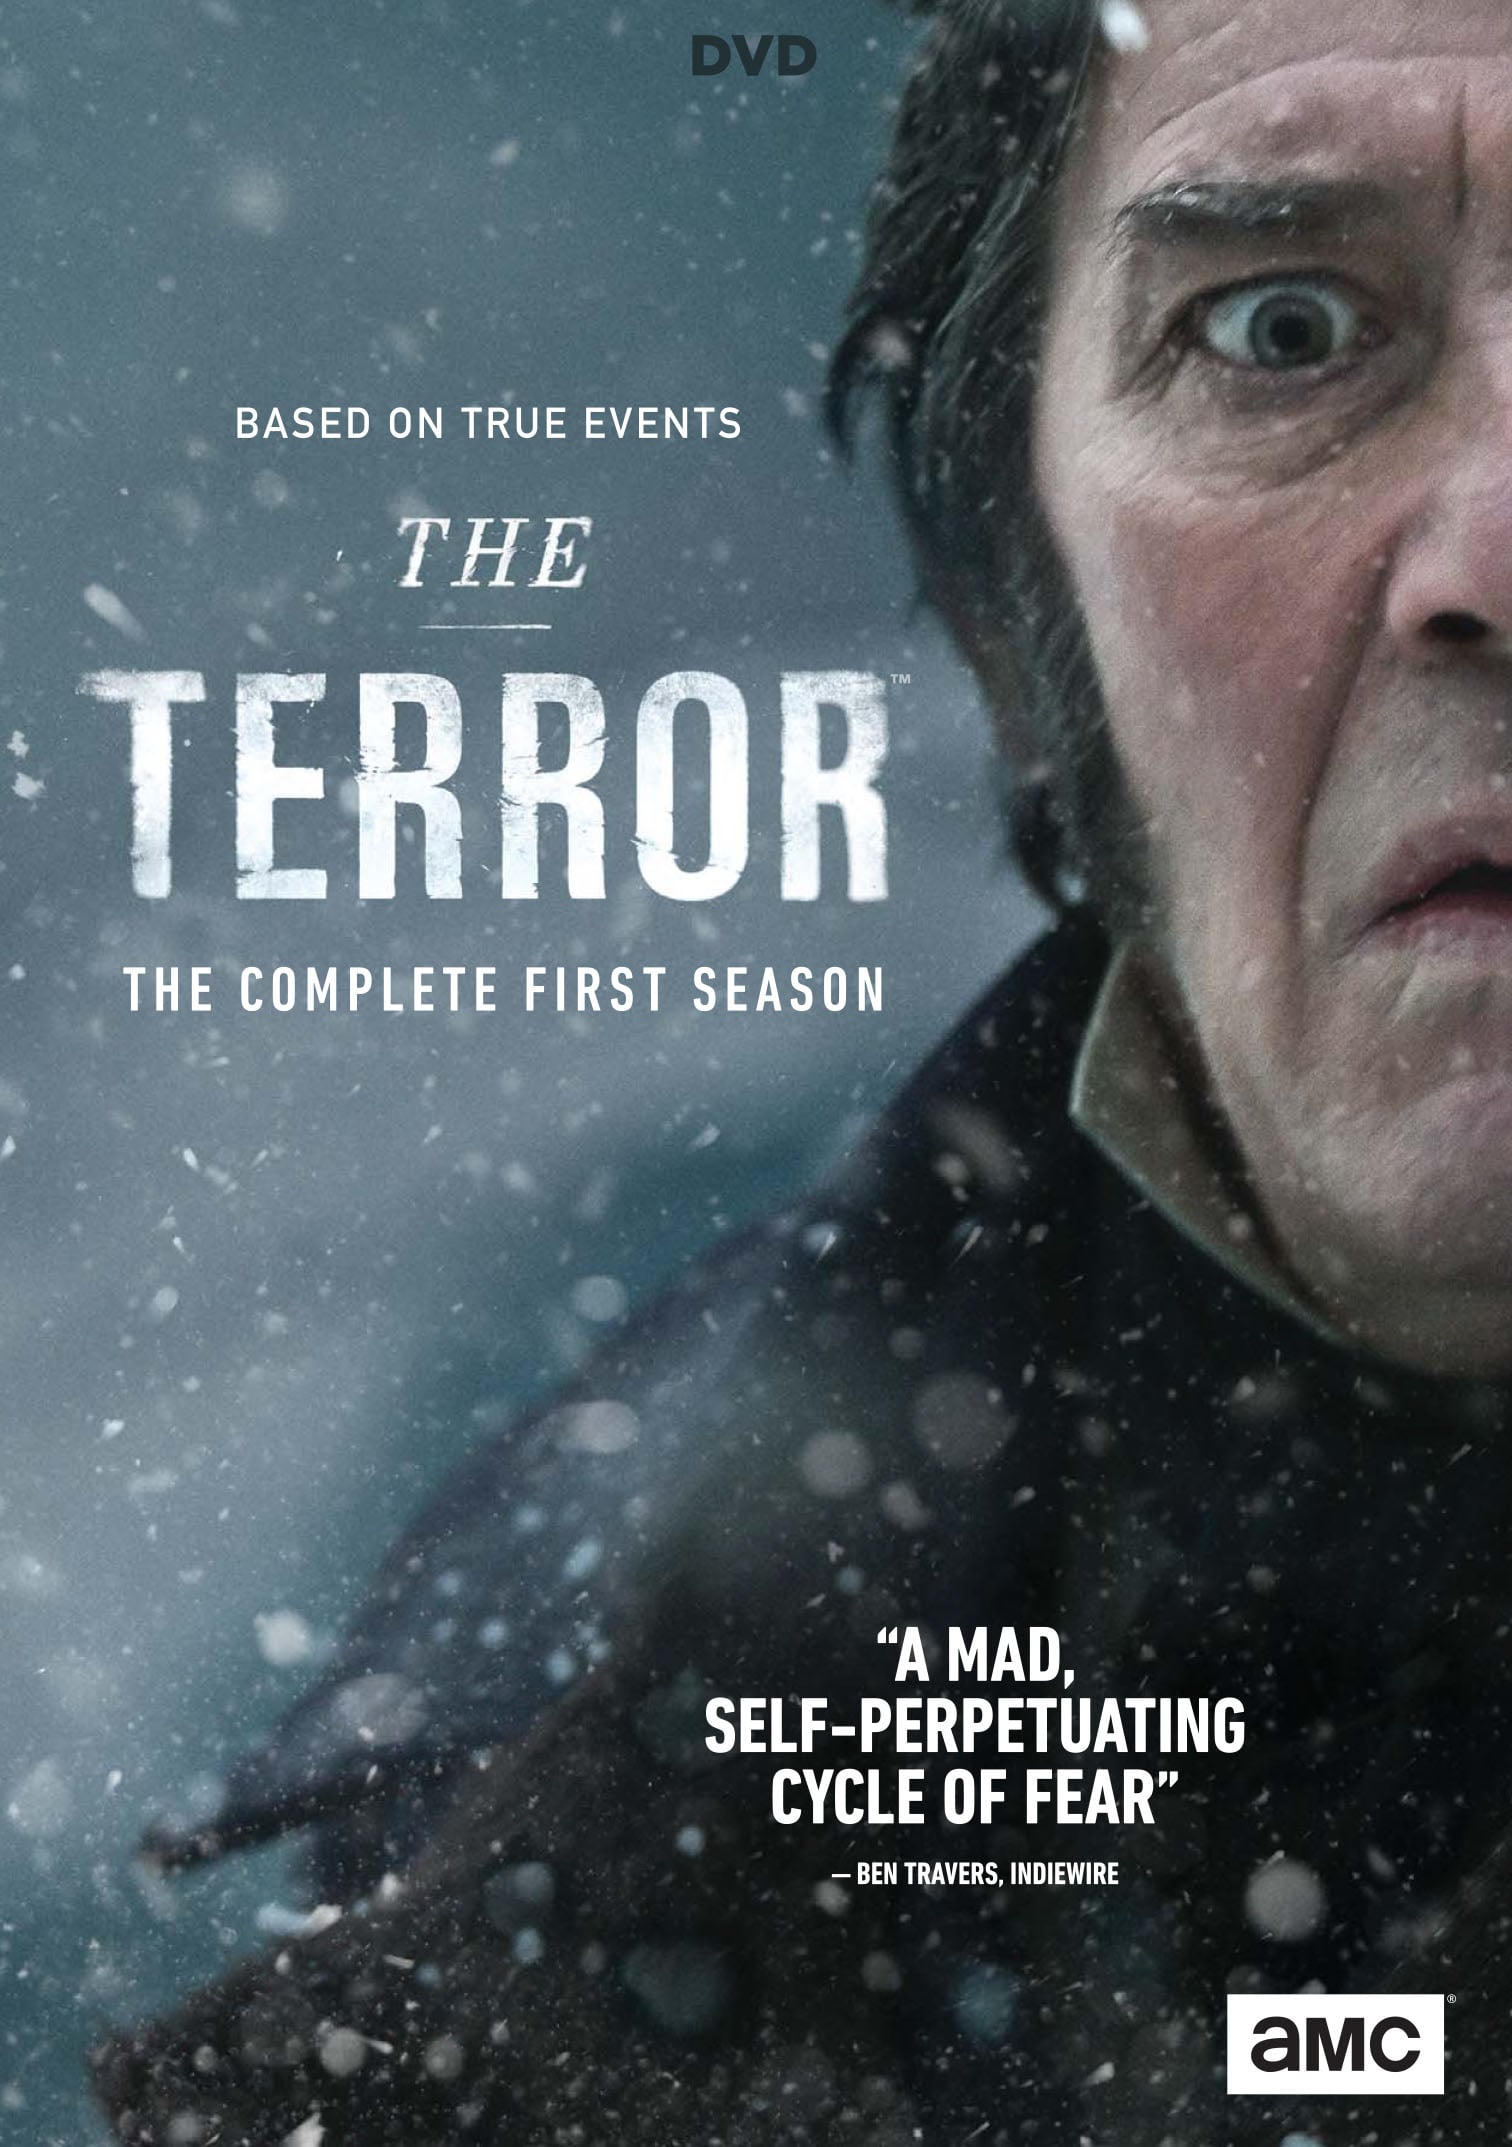 DVD
BASED ON TRUE EVENTS
THE
TERROR™
THE COMPLETE FIRST SEASON
“A MAD,
SELF-PERPETUATING
CYCLE OF FEAR”
– BEN TRAVERS, INDIEWIRE
aMC®